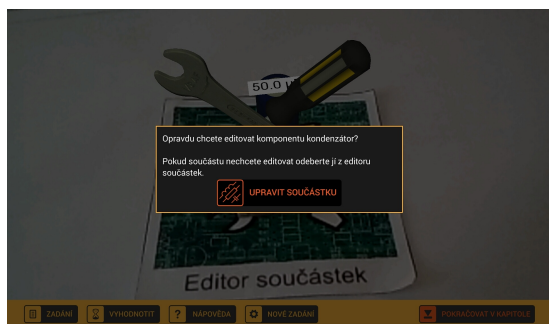 50.0 μ
Opravdu chcete editovat komponentu kondenzátor?
Pokud součástu nechcete editovat odeberte jí z editoru
součástek.
UPRAVIT SOUČÁSTKU
Editor součástek
ZADÁNÍ
VYHODNOTIT
? NÁPOVĚDA
NOVÉ ZADÁNÍ
POKRAČOVAT V KAPITOLE